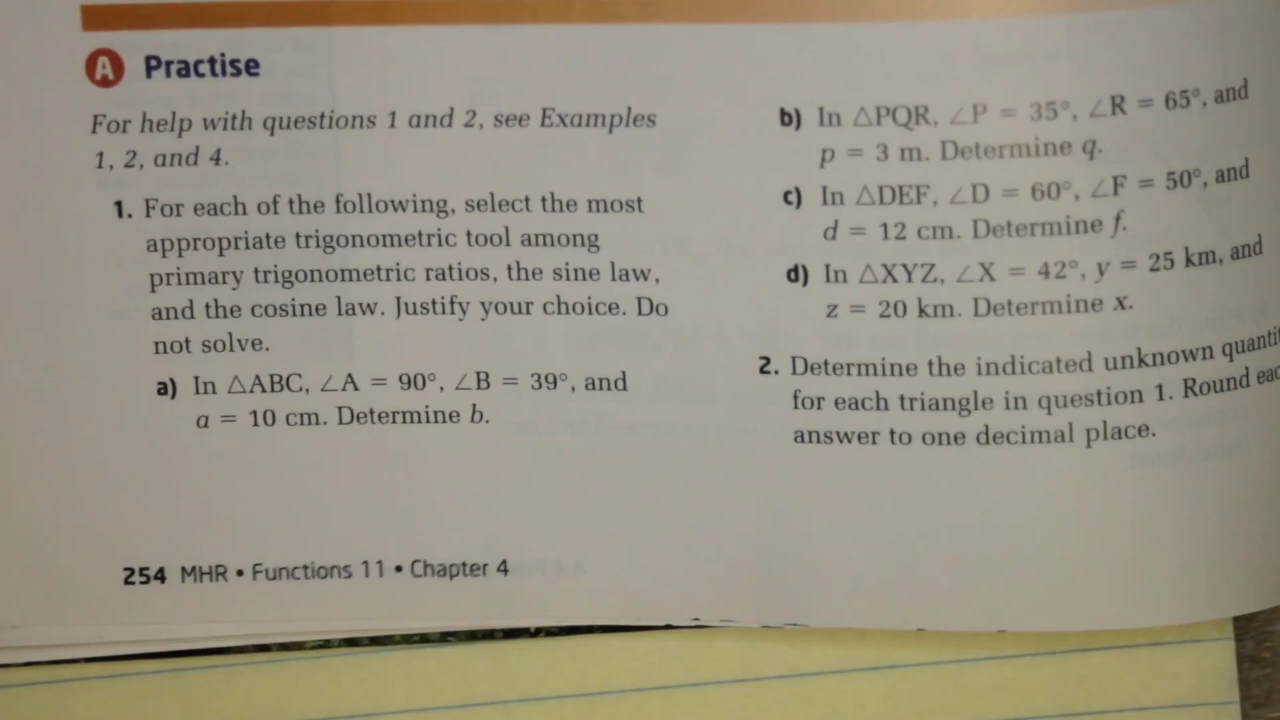 A Practise
For help with questions 1 and 2, see Examples
1, 2, and 4.
1. For each of the following, select the most
appropriate trigonometric tool among
primary trigonometric ratios, the sine law,
and the cosine law. Justify your choice. Do
not solve.
a) In △ABC, ∠A = 90°, ∠B = 39°, and
a = 10 cm. Determine b.
b) In △PQR, ∠P = 35°, ∠R = 65°, and
p = 3 m. Determine q.
c) In △DEF, ∠D = 60°, ∠F = 50°, and
d = 12 cm. Determine f.
d) In △XYZ, ∠X = 42°, y = 25 km, and
z = 20 km. Determine x.
2. Determine the indicated unknown
for each triangle in question 1. Round
answer to one decimal place.
254 MHR • Functions 11 • Chapter 4